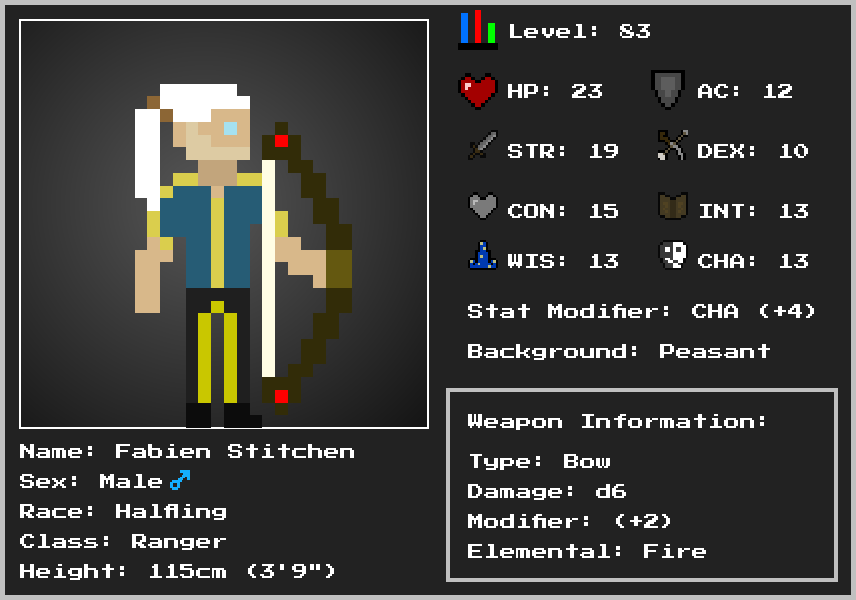 Level: 83
HP: 23
AC: 12
STR: 19
DEX: 10
CON: 15
INT: 13
WIS: 13
CHA: 13
Stat Modifier: CHA (+4)
Background: Peasant
Name: Fabien Stitchen
Sex: Male ♂
Race: Halfling
Class: Ranger
Height: 115cm (3'9")
Weapon Information:
Type: Bow
Damage: d6
Modifier: (+2)
Elemental: Fire